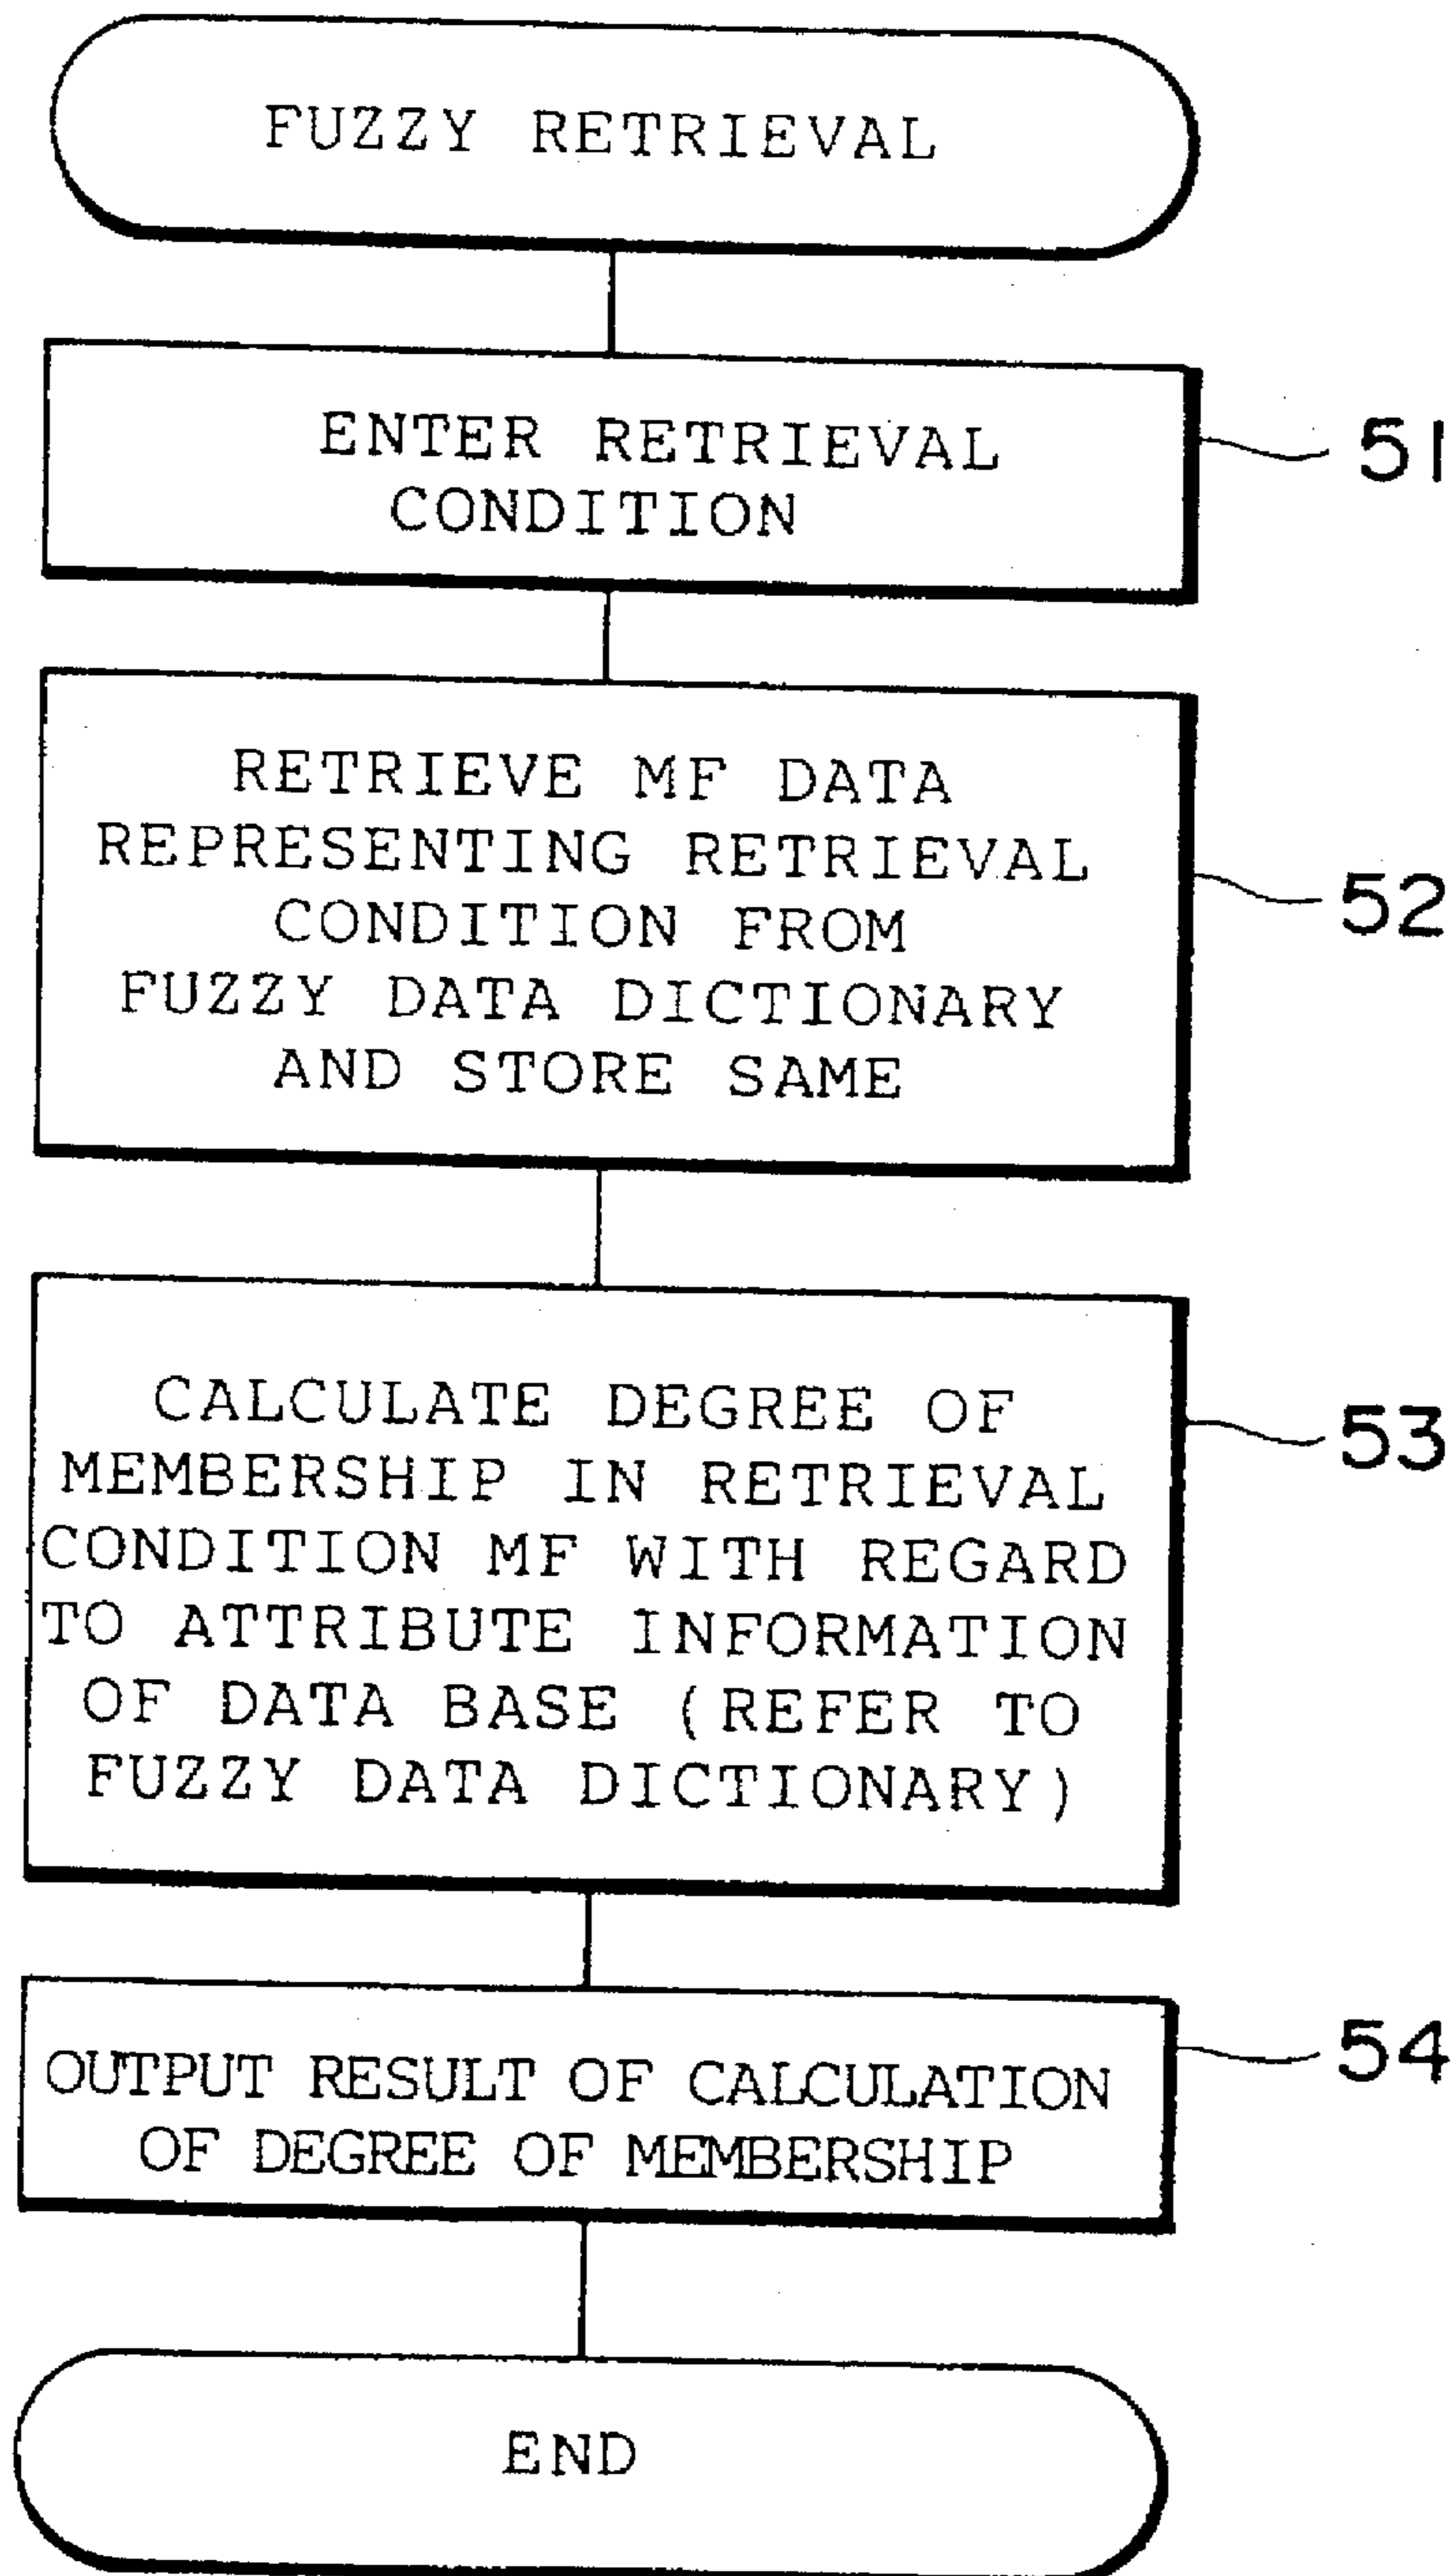 FUZZY RETRIEVAL
ENTER RETRIEVAL
CONDITION
51
RETRIEVE MF DATA
REPRESENTING RETRIEVAL
CONDITION FROM
FUZZY DATA DICTIONARY
AND STORE SAME
52
CALCULATE DEGREE OF
MEMBERSHIP IN RETRIEVAL
CONDITION MF WITH REGARD
TO ATTRIBUTE INFORMATION
OF DATA BASE (REFER TO
FUZZY DATA DICTIONARY)
53
OUTPUT RESULT OF CALCULATION
OF DEGREE OF MEMBERSHIP
54
END